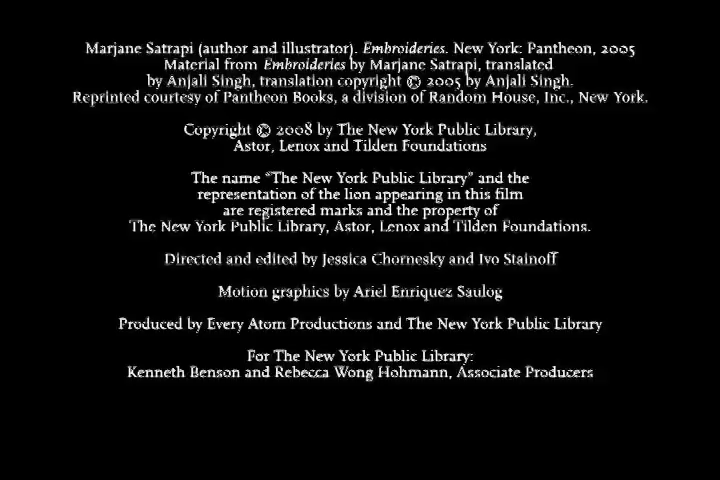 Marjane Satrapi (author and illustrator). Embroideries. New York: Pantheon, 2005
Material from Embroideries by Marjane Satrapi, translated
by Anjali Singh, translation copyright © 2005 by Anjali Singh.
Reprinted courtesy of Pantheon Books, a division of Random House, Inc., New York.
Copyright © 2008 by The New York Public Library,
Astor, Lenox and Tilden Foundations
The name "The New York Public Library" and the
representation of the lion appearing in this film
are registered marks and the property of
The New York Public Library, Astor, Lenox and Tilden Foundations.
Directed and edited by Jessica Chornesky and Ivo Stainoff
Motion graphics by Ariel Enriquez Saulog
Produced by Every Atom Productions and The New York Public Library
For The New York Public Library:
Kenneth Benson and Rebecca Wong Hohmann, Associate Producers